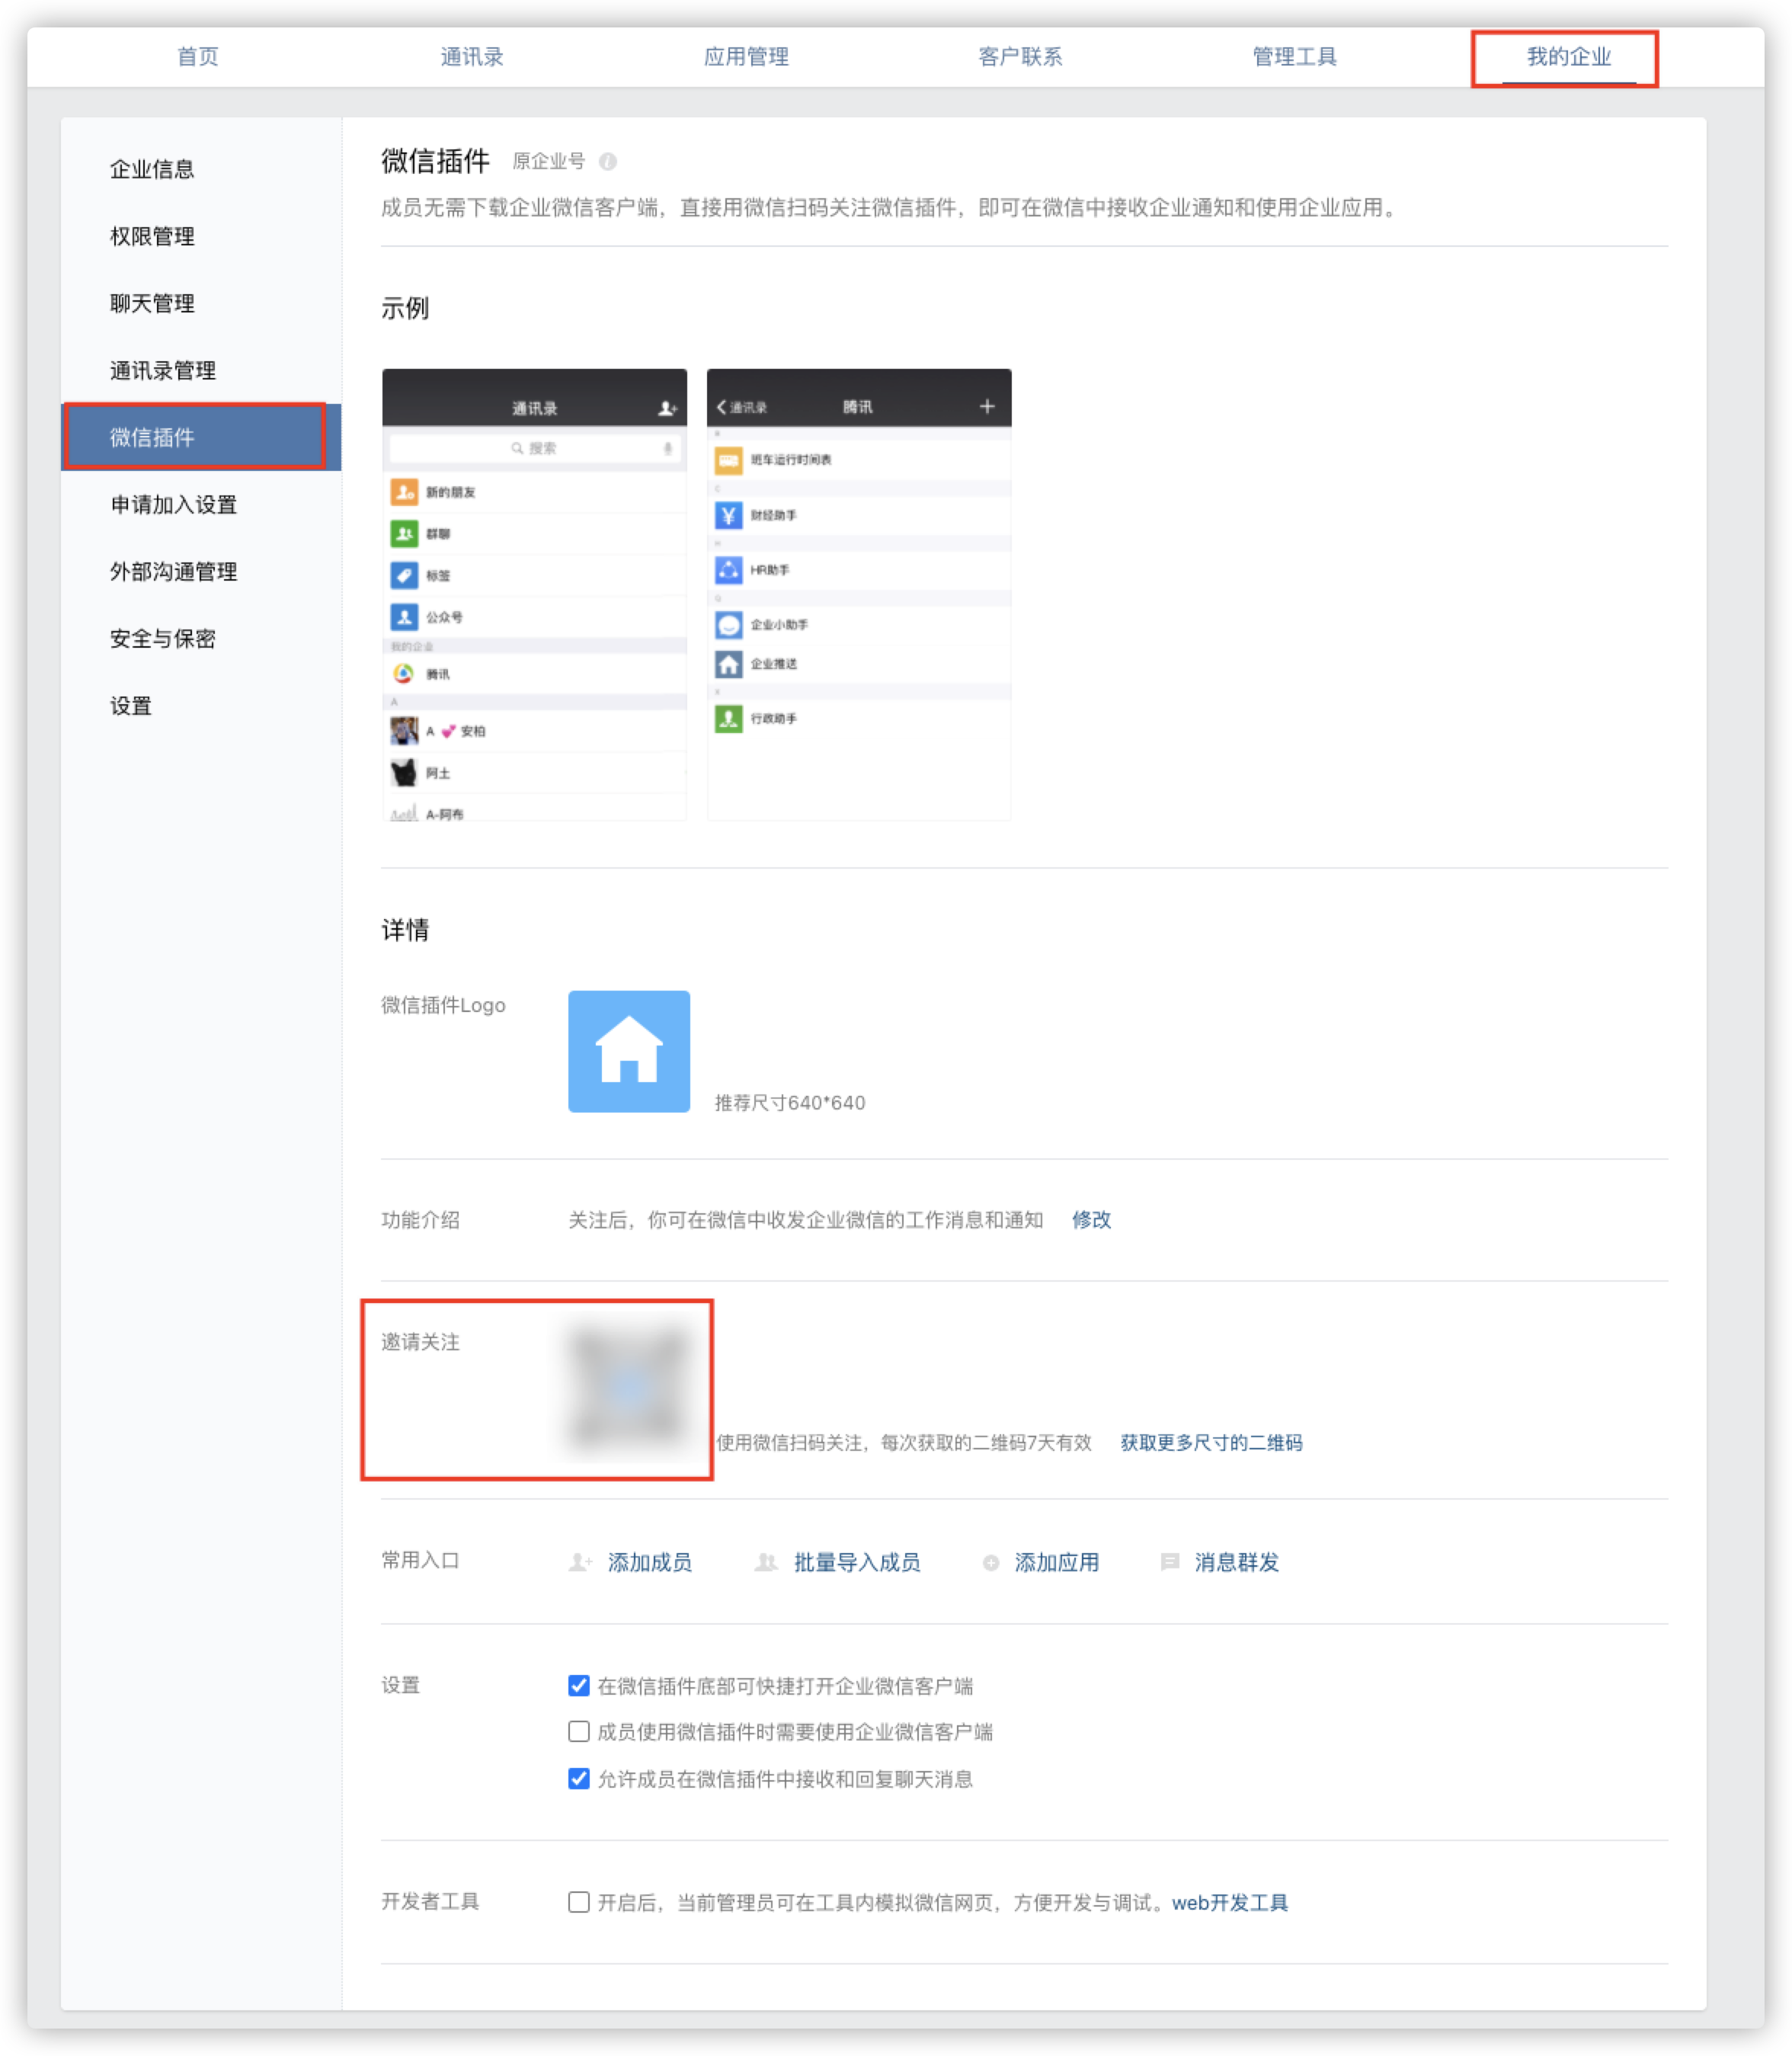 首页 通讯录 应用管理 客户联系 管理工具 我的企业
企业信息
权限管理
聊天管理
通讯录管理
微信插件
申请加入设置
外部沟通管理
安全与保密
设置
微信插件 原企业号
成员无需下载企业微信客户端，直接用微信扫码关注微信插件，即可在微信中接收企业通知和使用企业应用。
示例
通讯录
搜索
新的朋友
群聊
标签
公众号
我的企业
腾讯
A
A 💕 安柏
阿土
A-阿布
通讯录 腾讯
班车运行时间表
C
财经助手
HR助手
企业小助手
企业推送
X
行政助手
详情
微信插件Logo
推荐尺寸640*640
功能介绍 关注后，你可在微信中收发企业微信的工作消息和通知 修改
邀请关注
使用微信扫码关注，每次获取的二维码7天有效 获取更多尺寸的二维码
常用入口 添加成员 批量导入成员 添加应用 消息群发
设置 在微信插件底部可快捷打开企业微信客户端
成员使用微信插件时需要使用企业微信客户端
允许成员在微信插件中接收和回复聊天消息
开发者工具 开启后，当前管理员可在工具内模拟微信网页，方便开发与调试。web开发工具